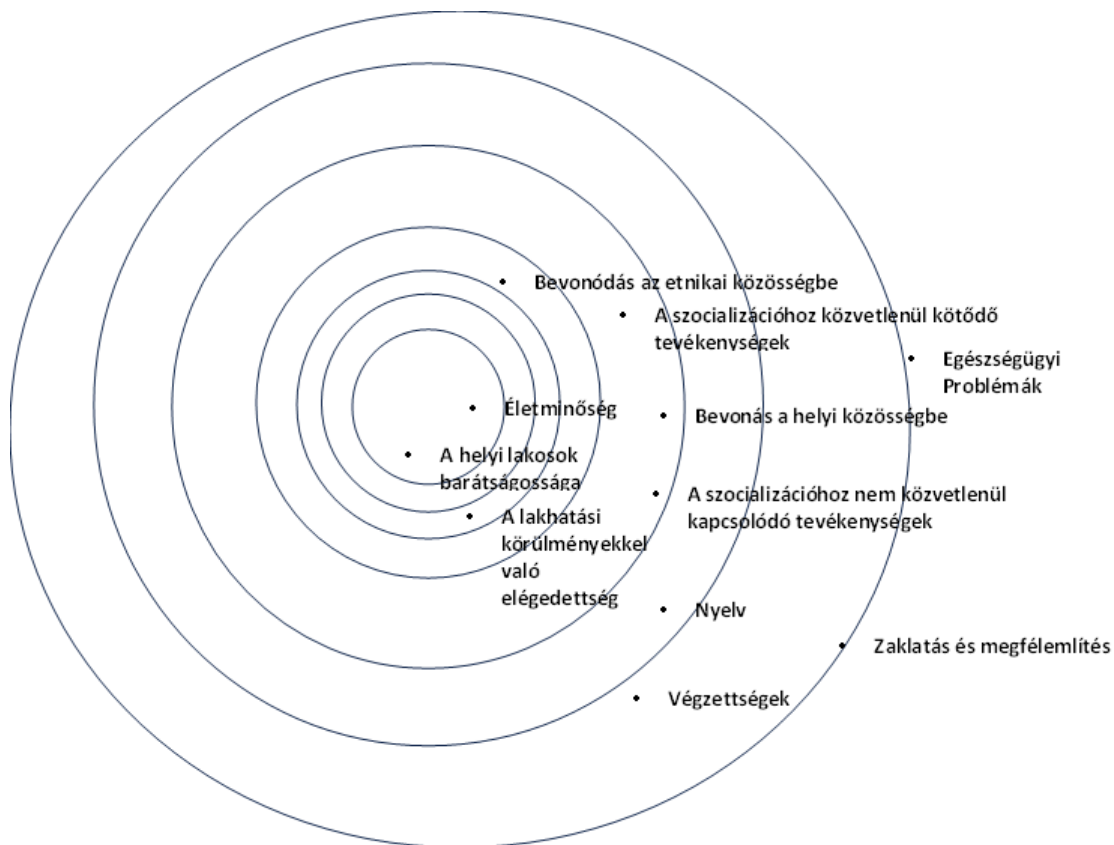 Bevonódás az etnikai közösségbe
A szocializációhoz közvetlenül kötődő
tevékenységek
Egészségügyi
Problémák
Életminőség
Bevonás a helyi közösségbe
A helyi lakosok
barátságossága
A szocializációhoz nem közvetlenül
kapcsolódó tevékenységek
A lakhatási
körülményekkel
való
elégedettség
Nyelv
Zaklatás és megfélemlítés
Végzettségek